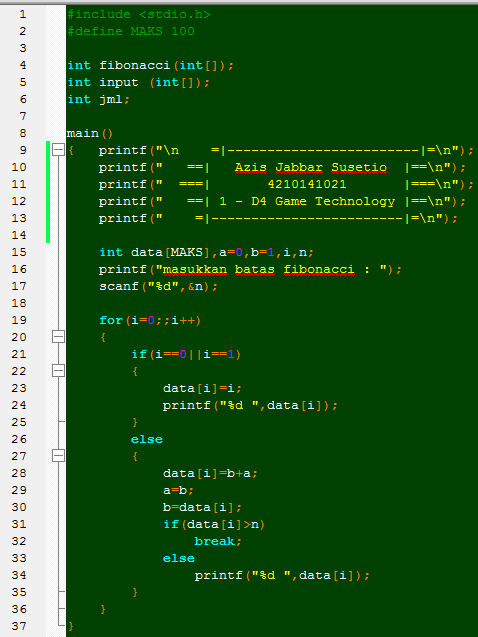 1 #include <stdio.h>
2 #define MAKS 100
3
4 int fibonacci(int[]);
5 int input (int[]);
6 int jml;
7
8 main()
9 {   printf("\n    =|------------------------|=\n");
10     printf("   ==|   Azis Jabbar Susetio  |==\n");
11     printf("  ===|       4210141021       |===\n");
12     printf("   ==| 1 - D4 Game Technology |==\n");
13     printf("    =|------------------------|=\n");
14
15     int data[MAKS],a=0,b=1,i,n;
16     printf("masukkan batas fibonacci : ");
17     scanf("%d",&n);
18
19     for(i=0;;i++)
20     {
21         if(i==0||i==1)
22         {
23             data[i]=i;
24             printf("%d ",data[i]);
25         }
26         else
27         {
28             data[i]=b+a;
29             a=b;
30             b=data[i];
31             if(data[i]>n)
32                 break;
33             else
34                 printf("%d ",data[i]);
35         }
36     }
37 }